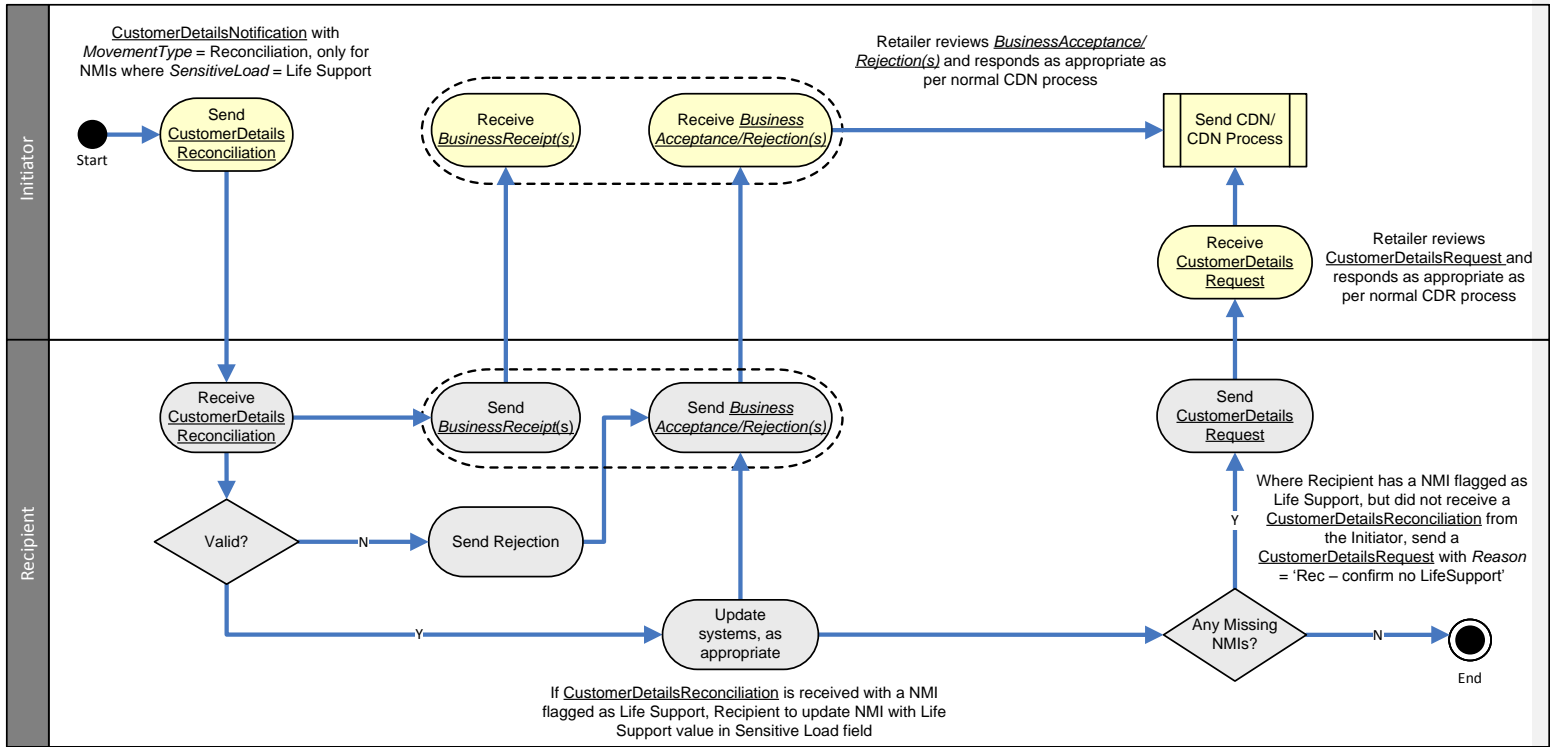 Initiator
CustomerDetailsNotification with
MovementType = Reconciliation, only for
NMIs where SensitiveLoad = Life Support
Start
Send
CustomerDetails
Reconciliation
Receive
BusinessReceipt(s)
Receive Business
Acceptance/Rejection(s)
Retailer reviews BusinessAcceptance/
Rejection(s) and responds as appropriate as
per normal CDN process
Send CDN/
CDN Process
Receive
CustomerDetails
Request
Retailer reviews
CustomerDetailsRequest and
responds as appropriate as
per normal CDR process
Recipient
Receive
CustomerDetails
Reconciliation
Send
BusinessReceipt(s)
Send Business
Acceptance/Rejection(s)
Send
CustomerDetails
Request
Valid?
N
Send Rejection
Y
Update
systems, as
appropriate
If CustomerDetailsReconciliation is received with a NMI
flagged as Life Support, Recipient to update NMI with Life
Support value in Sensitive Load field
Y
Where Recipient has a NMI flagged as
Life Support, but did not receive a
CustomerDetailsReconciliation from
the Initiator, send a
CustomerDetailsRequest with Reason
= ‘Rec – confirm no LifeSupport’
Any Missing
NMIs?
N
End